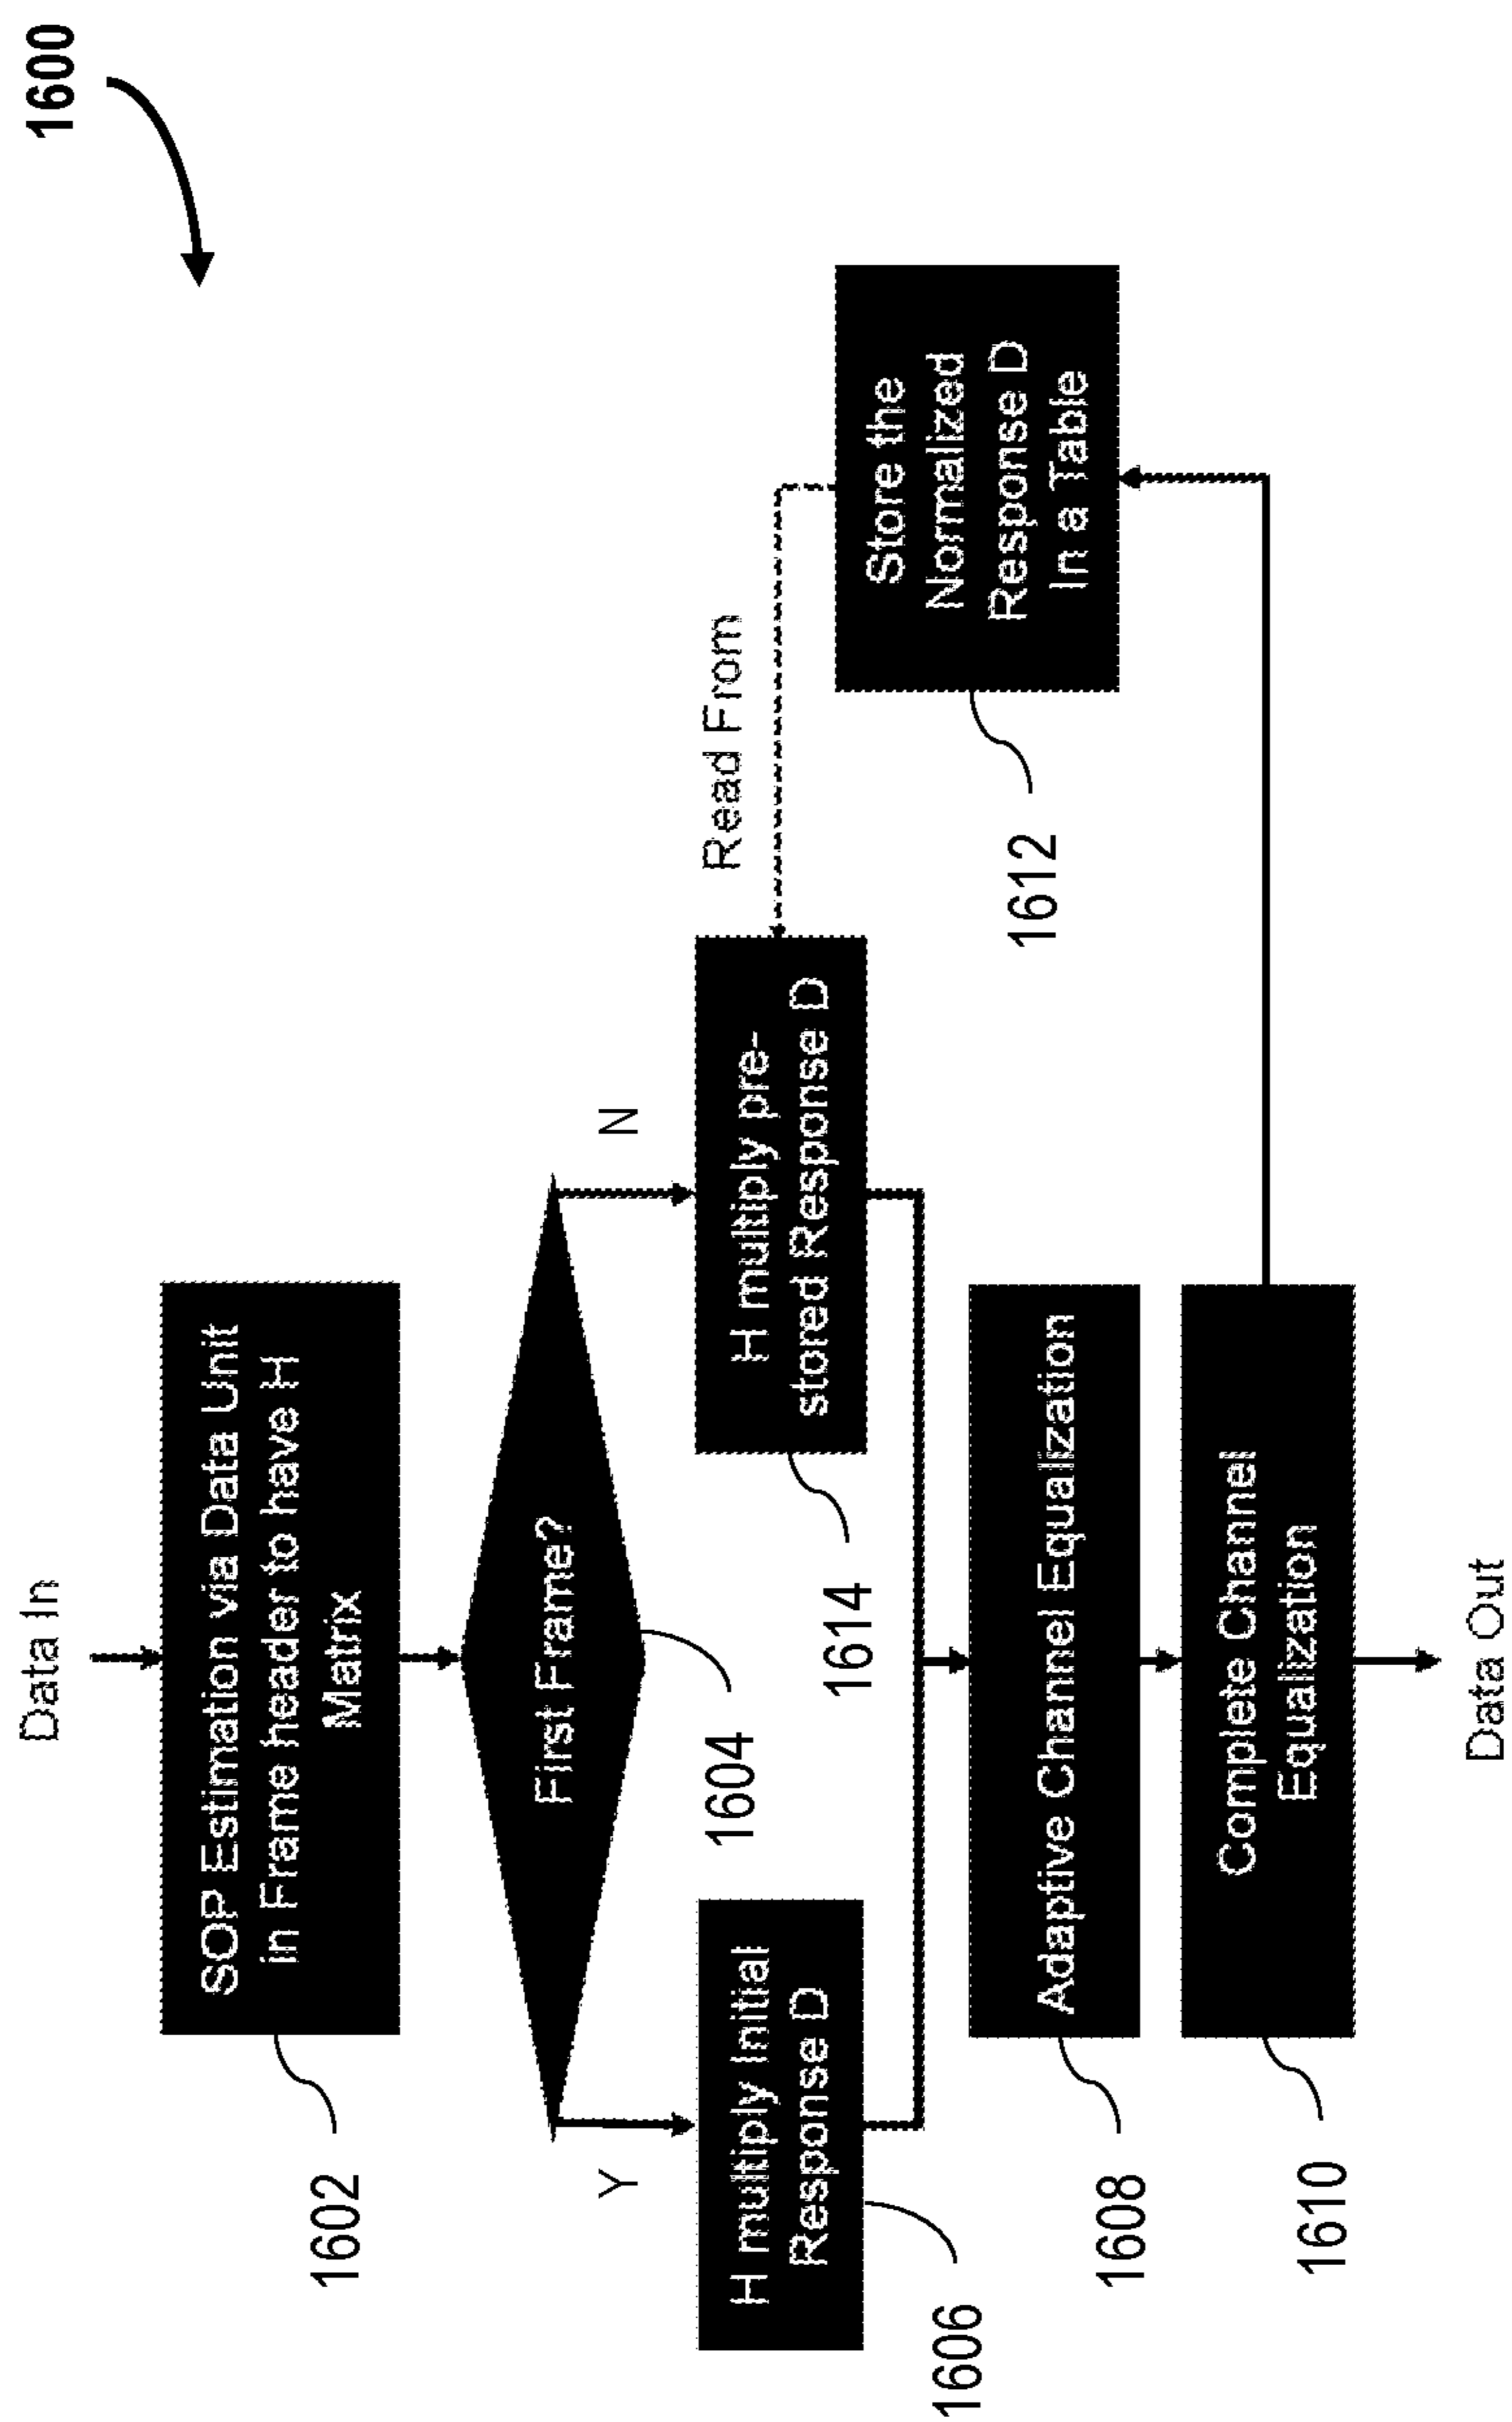 1600
Data In
SOP Estimation via Data Unit
in Frame header to have H
Matrix
1602
First Frame?
1604
Y
N
H multiply Initial
Response D
1606
H multiply pre-
stored Response D
1614
Read From
Store the
Normalized
Response D
In a Table
1612
Adaptive Channel Equalization
1608
Complete Channel
Equalization
1610
Data Out